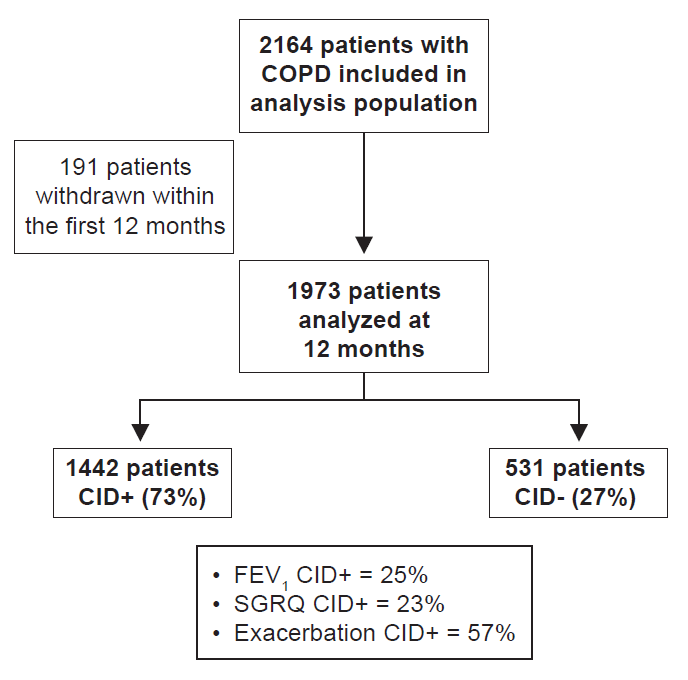 2164 patients with
COPD included in
analysis population
191 patients
withdrawn within
the first 12 months
1973 patients
analyzed at
12 months
1442 patients
CID+ (73%)
531 patients
CID- (27%)
• FEV₁ CID+ = 25%
• SGRQ CID+ = 23%
• Exacerbation CID+ = 57%